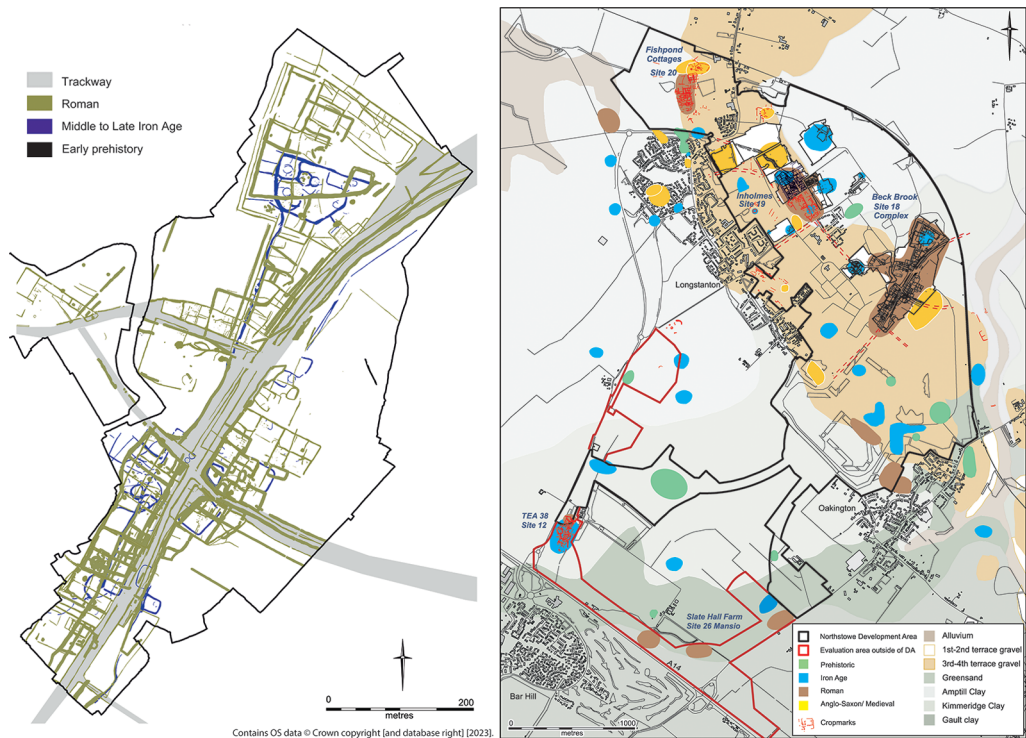 Trackway
Roman
Middle to Late Iron Age
Early prehistory
0
200
metres
Contains OS data © Crown copyright [and database right] [2023].
Fishpond
Cottages
Site 20
Inholmes
Site 19
Beck Brook
Site 18
Complex
Longstanton
TEA 38
Site 12
Oakington
Slate Hall Farm
Site 26 Mansio
A14
Bar Hill
0
1000
metres
Northstowe Development Area
Evaluation area outside of DA
Prehistoric
Iron Age
Roman
Anglo-Saxon/ Medieval
Cropmarks
Alluvium
1st-2nd terrace gravel
3rd-4th terrace gravel
Greensand
Amptill Clay
Kimmeridge Clay
Gault clay